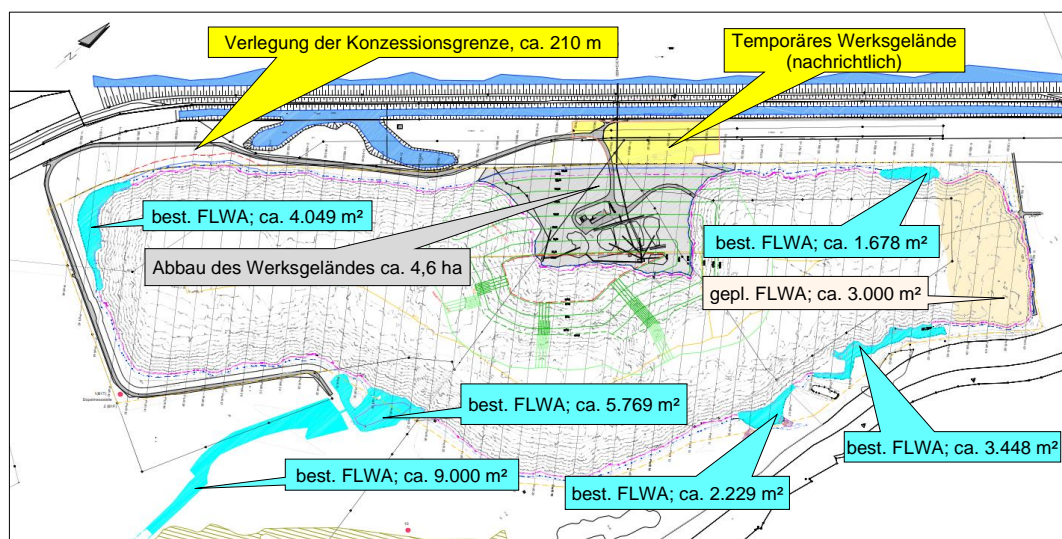 Verlegung der Konzessionsgrenze, ca. 210 m
Temporäres Werksgelände
(nachrichtlich)
N
best. FLWA; ca. 4.049 m²
best. FLWA; ca. 1.678 m²
Abbau des Werksgeländes ca. 4,6 ha
gepl. FLWA; ca. 3.000 m²
best. FLWA; ca. 5.769 m²
best. FLWA; ca. 3.448 m²
best. FLWA; ca. 9.000 m²
best. FLWA; ca. 2.229 m²